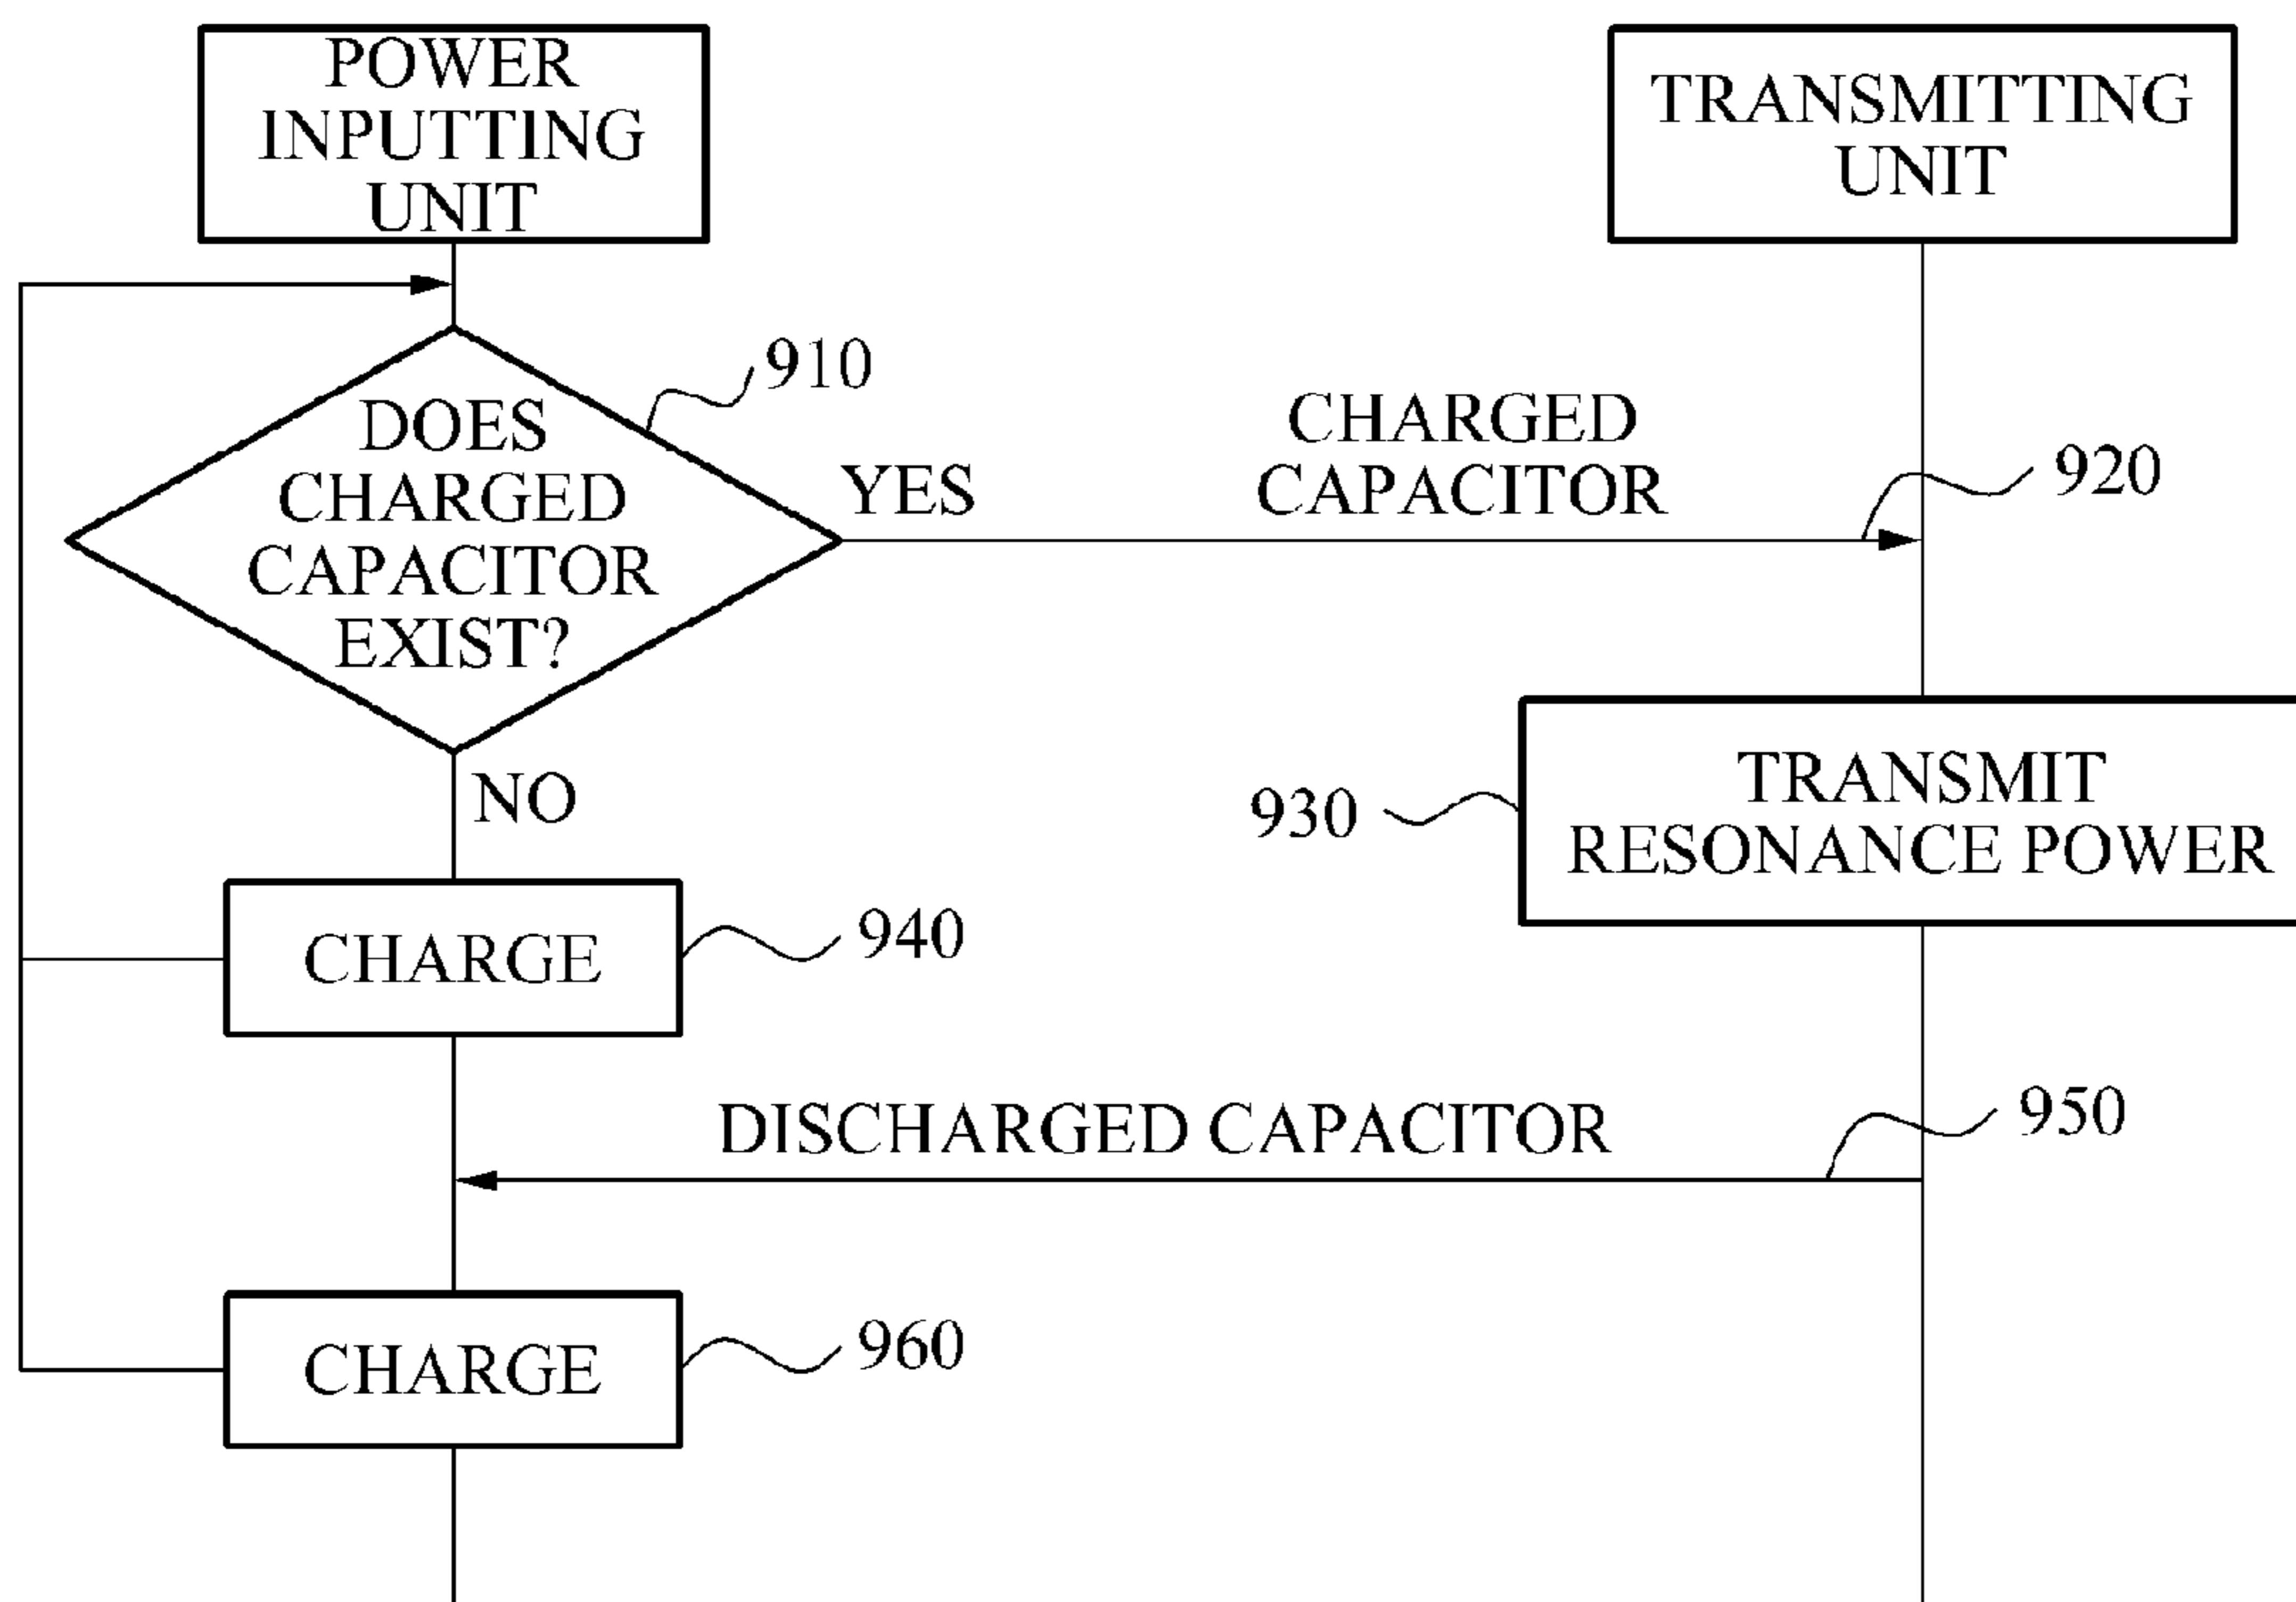 POWER
INPUTTING
UNIT
TRANSMITTING
UNIT
910
DOES
CHARGED
CAPACITOR
EXIST?
YES
CHARGED
CAPACITOR
920
NO
930
TRANSMIT
RESONANCE POWER
CHARGE
940
DISCHARGED CAPACITOR
950
CHARGE
960